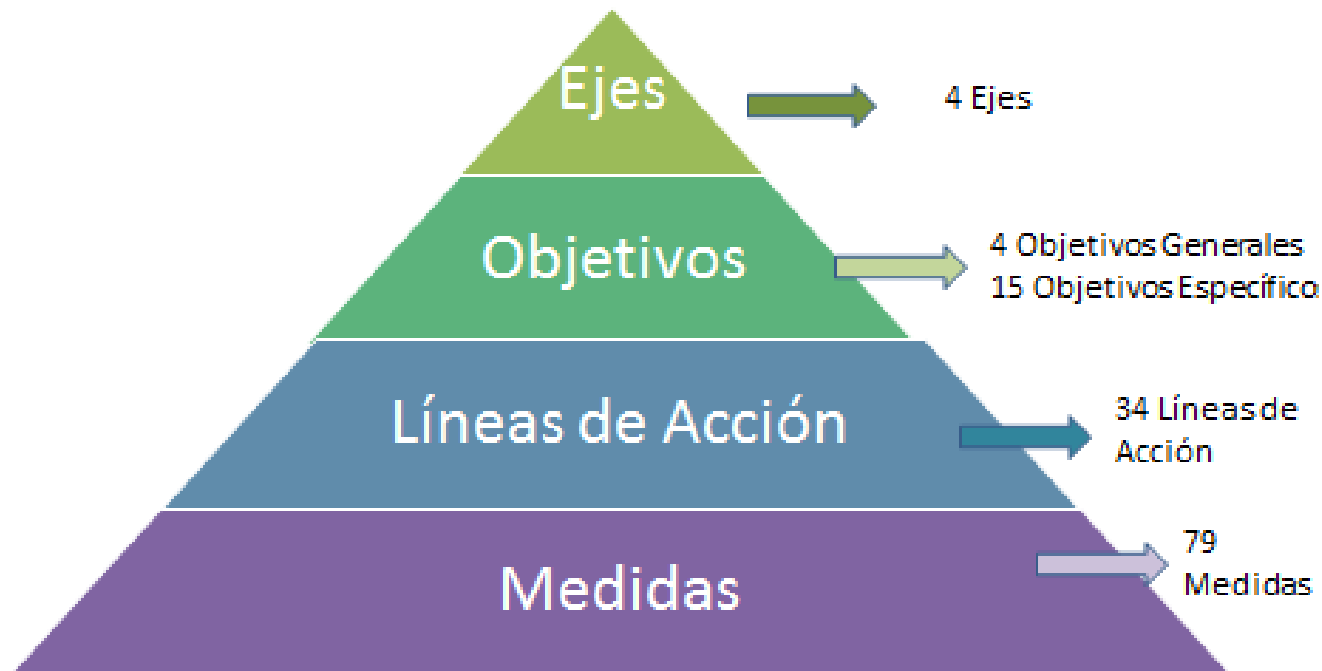 Ejes
4 Ejes
Objetivos
4 Objetivos Generales
15 Objetivos Específico
Líneas de Acción
34 Líneas de
Acción
79
Medidas
Medidas